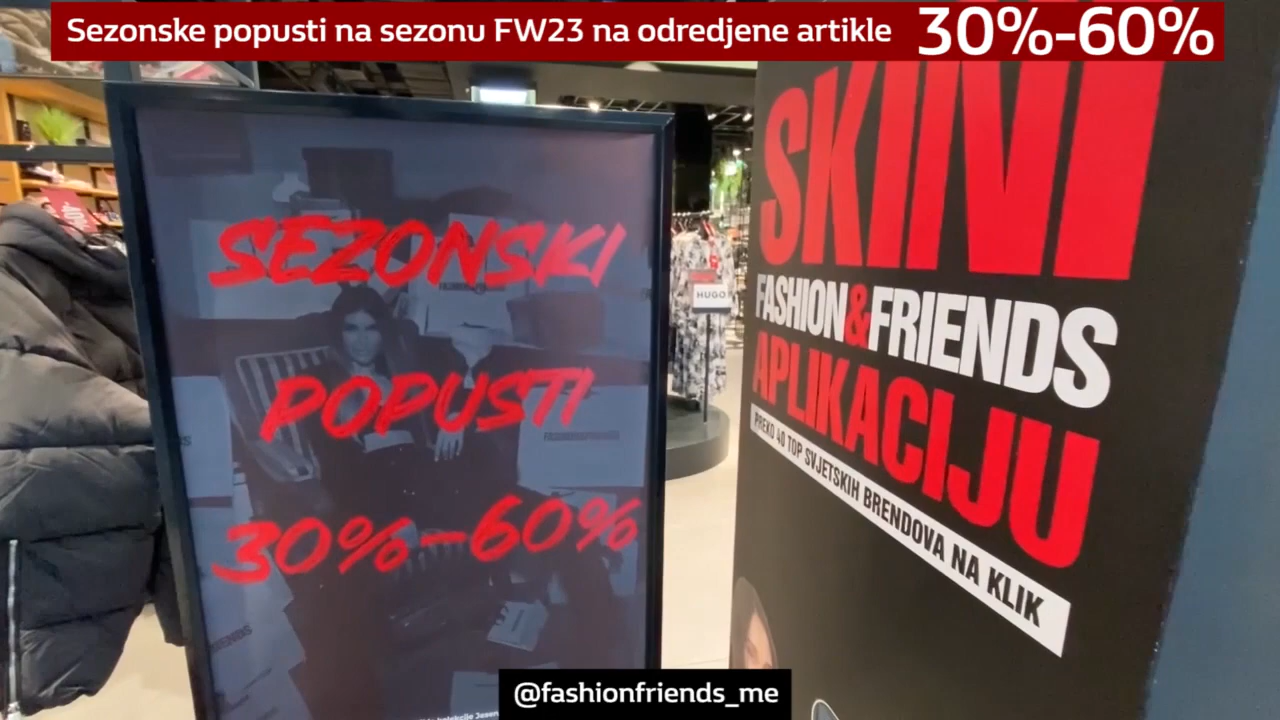 Sezonske popusti na sezonu FW23 na odredjene artikle 30%-60%
SEZONSKI
POPUSTI
30%-60%
HUGO
SKINI
FASHION&FRIENDS
APLIKACIJU
PREKO 40 TOP SVJETSKIH BRENDOVA NA KLIK
@fashionfriends_me